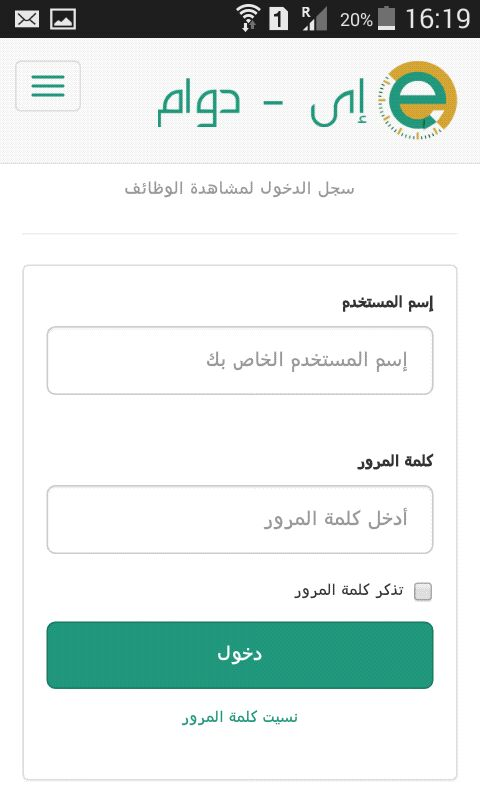 20% 16:19
R 1
إى - دوام
سجل الدخول لمشاهدة الوظائف
إسم المستخدم
إسم المستخدم الخاص بك
كلمة المرور
أدخل كلمة المرور
تذكر كلمة المرور
دخول
نسيت كلمة المرور